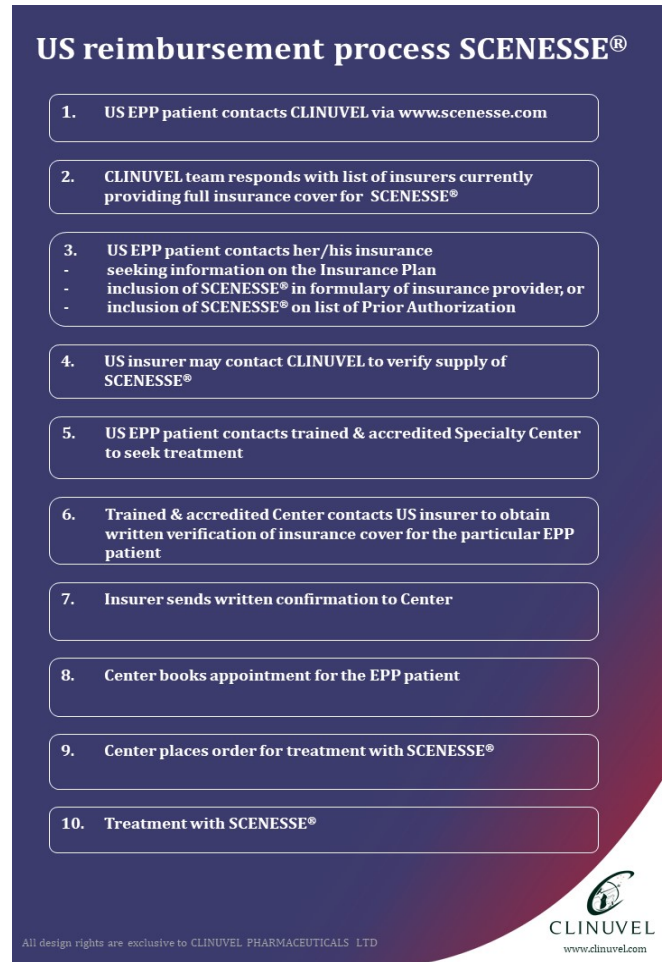 US reimbursement process SCENESSE®
1. US EPP patient contacts CLINUVEL via www.scenesse.com
2. CLINUVEL team responds with list of insurers currently
providing full insurance cover for SCENESSE®
3. US EPP patient contacts her/his insurance
- seeking information on the Insurance Plan
- inclusion of SCENESSE® in formulary of insurance provider, or
- inclusion of SCENESSE® on list of Prior Authorization
4. US insurer may contact CLINUVEL to verify supply of
SCENESSE®
5. US EPP patient contacts trained & accredited Specialty Center
to seek treatment
6. Trained & accredited Center contacts US insurer to obtain
written verification of insurance cover for the particular EPP
patient
7. Insurer sends written confirmation to Center
8. Center books appointment for the EPP patient
9. Center places order for treatment with SCENESSE®
10. Treatment with SCENESSE®
CLINUVEL
www.clinuvel.com
All design rights are exclusive to CLINUVEL PHARMACEUTICALS LTD